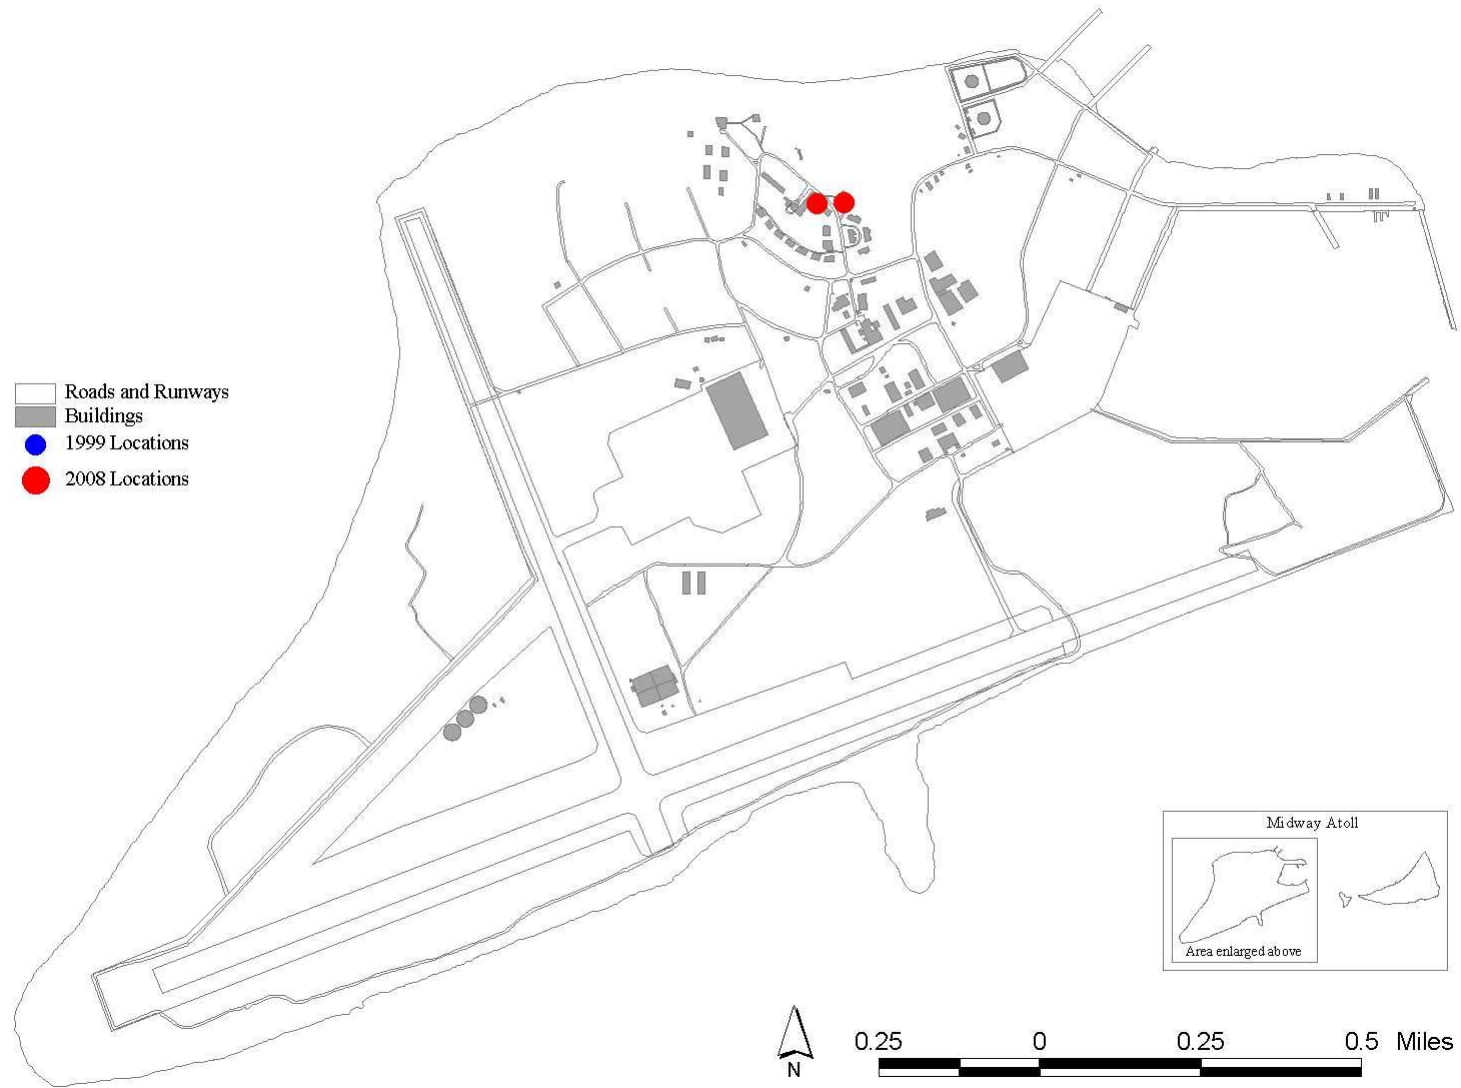 Roads and Runways
Buildings
1999 Locations
2008 Locations
Midway Atoll
Area enlarged above
N
0.25 0 0.25 0.5 Miles